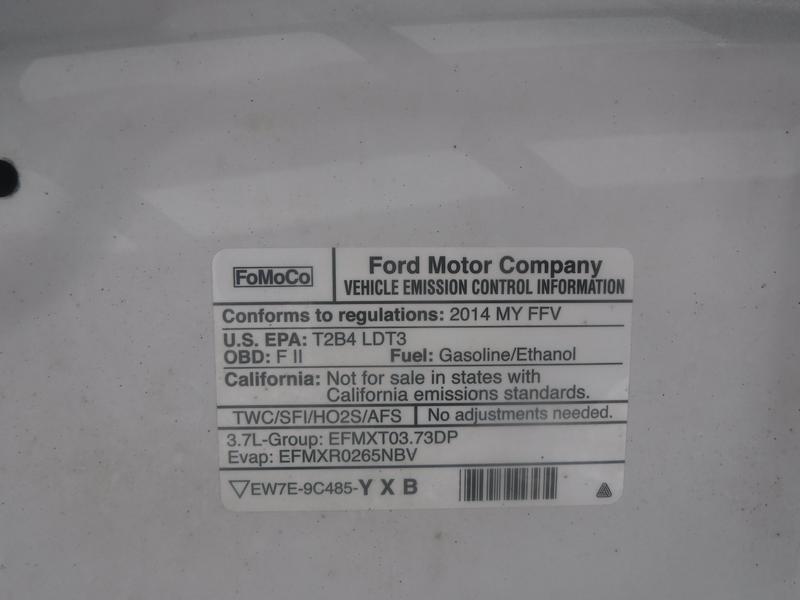 FoMoCo
Ford Motor Company
VEHICLE EMISSION CONTROL INFORMATION
Conforms to regulations: 2014 MY FFV
U.S. EPA: T2B4 LDT3
OBD: F II Fuel: Gasoline/Ethanol
California: Not for sale in states with
California emissions standards.
TWC/SFI/HO2S/AFS No adjustments needed.
3.7L-Group: EFMXT03.73DP
Evap: EFMXR0265NBV
EW7E-9C485-YXB